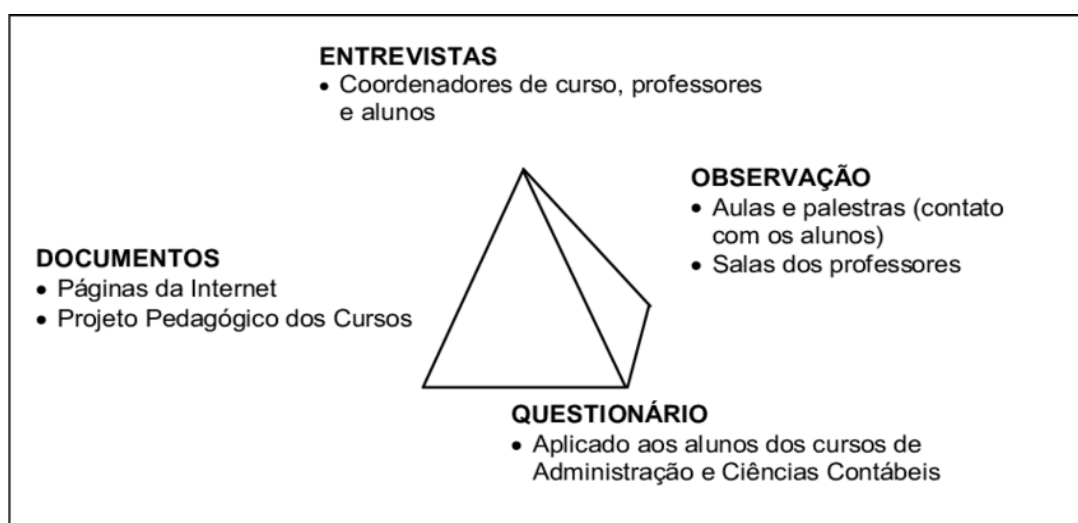 ENTREVISTAS
• Coordenadores de curso, professores
e alunos
OBSERVAÇÃO
• Aulas e palestras (contato
com os alunos)
• Salas dos professores
DOCUMENTOS
• Páginas da Internet
• Projeto Pedagógico dos Cursos
QUESTIONÁRIO
• Aplicado aos alunos dos cursos de
Administração e Ciências Contábeis